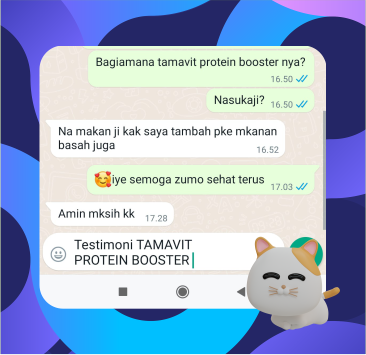 Bagiamana tamavit protein booster nya?
16.50
Nasukaji?
16.50
Na makan ji kak saya tambah pke mkanan
basah juga
16.52
🥰iye semoga zumo sehat terus
17.03
Amin mksih kk
17.28
Testimoni TAMAVIT
PROTEIN BOOSTER